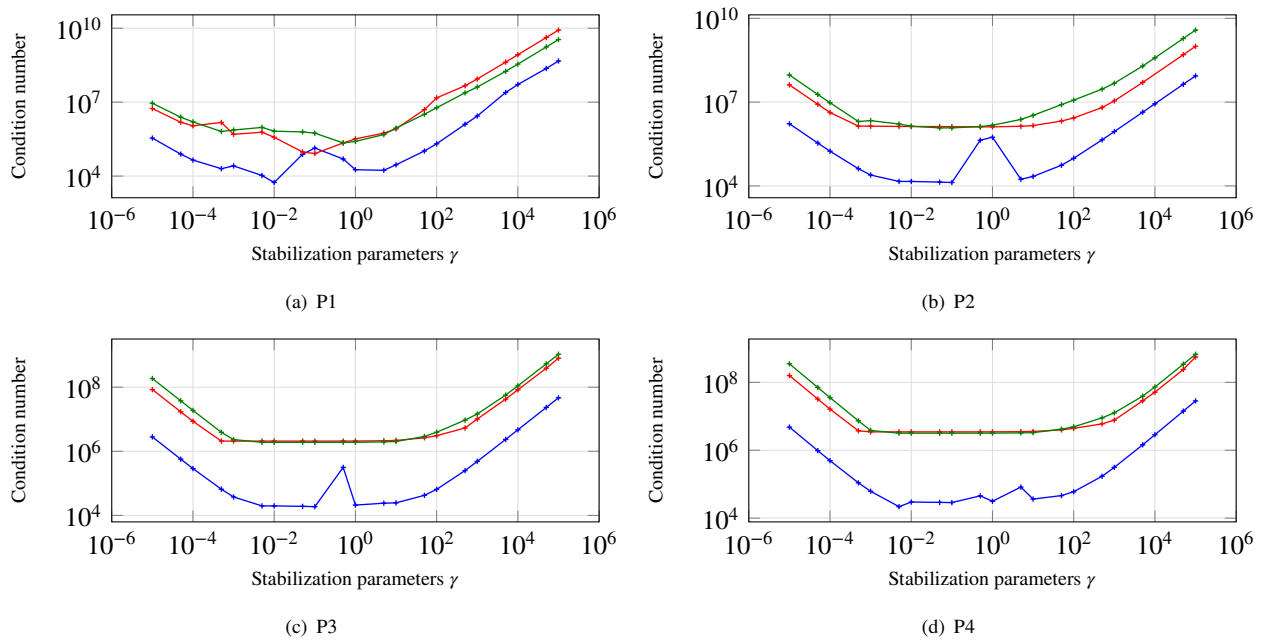 10^10
10^7
10^4
Condition number
10^−6 10^−4 10^−2 10^0 10^2 10^4 10^6
Stabilization parameters γ
(a) P1
10^10
10^7
10^4
Condition number
10^−6 10^−4 10^−2 10^0 10^2 10^4 10^6
Stabilization parameters γ
(b) P2
10^8
10^6
10^4
Condition number
10^−6 10^−4 10^−2 10^0 10^2 10^4 10^6
Stabilization parameters γ
(c) P3
10^8
10^6
10^4
Condition number
10^−6 10^−4 10^−2 10^0 10^2 10^4 10^6
Stabilization parameters γ
(d) P4